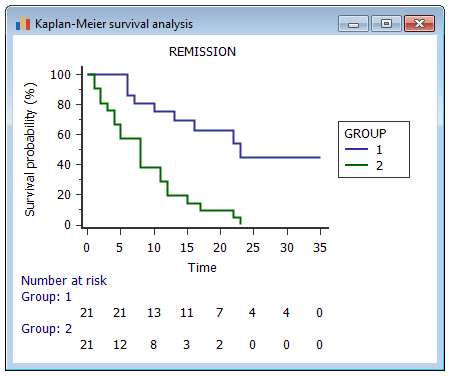 Kaplan-Meier survival analysis
REMISSION
Survival probability (%)
100
80
60
40
20
0
0 5 10 15 20 25 30 35
Time
GROUP
1
2
Number at risk
Group: 1
21 21 13 11 7 4 4 0
Group: 2
21 12 8 3 2 0 0 0